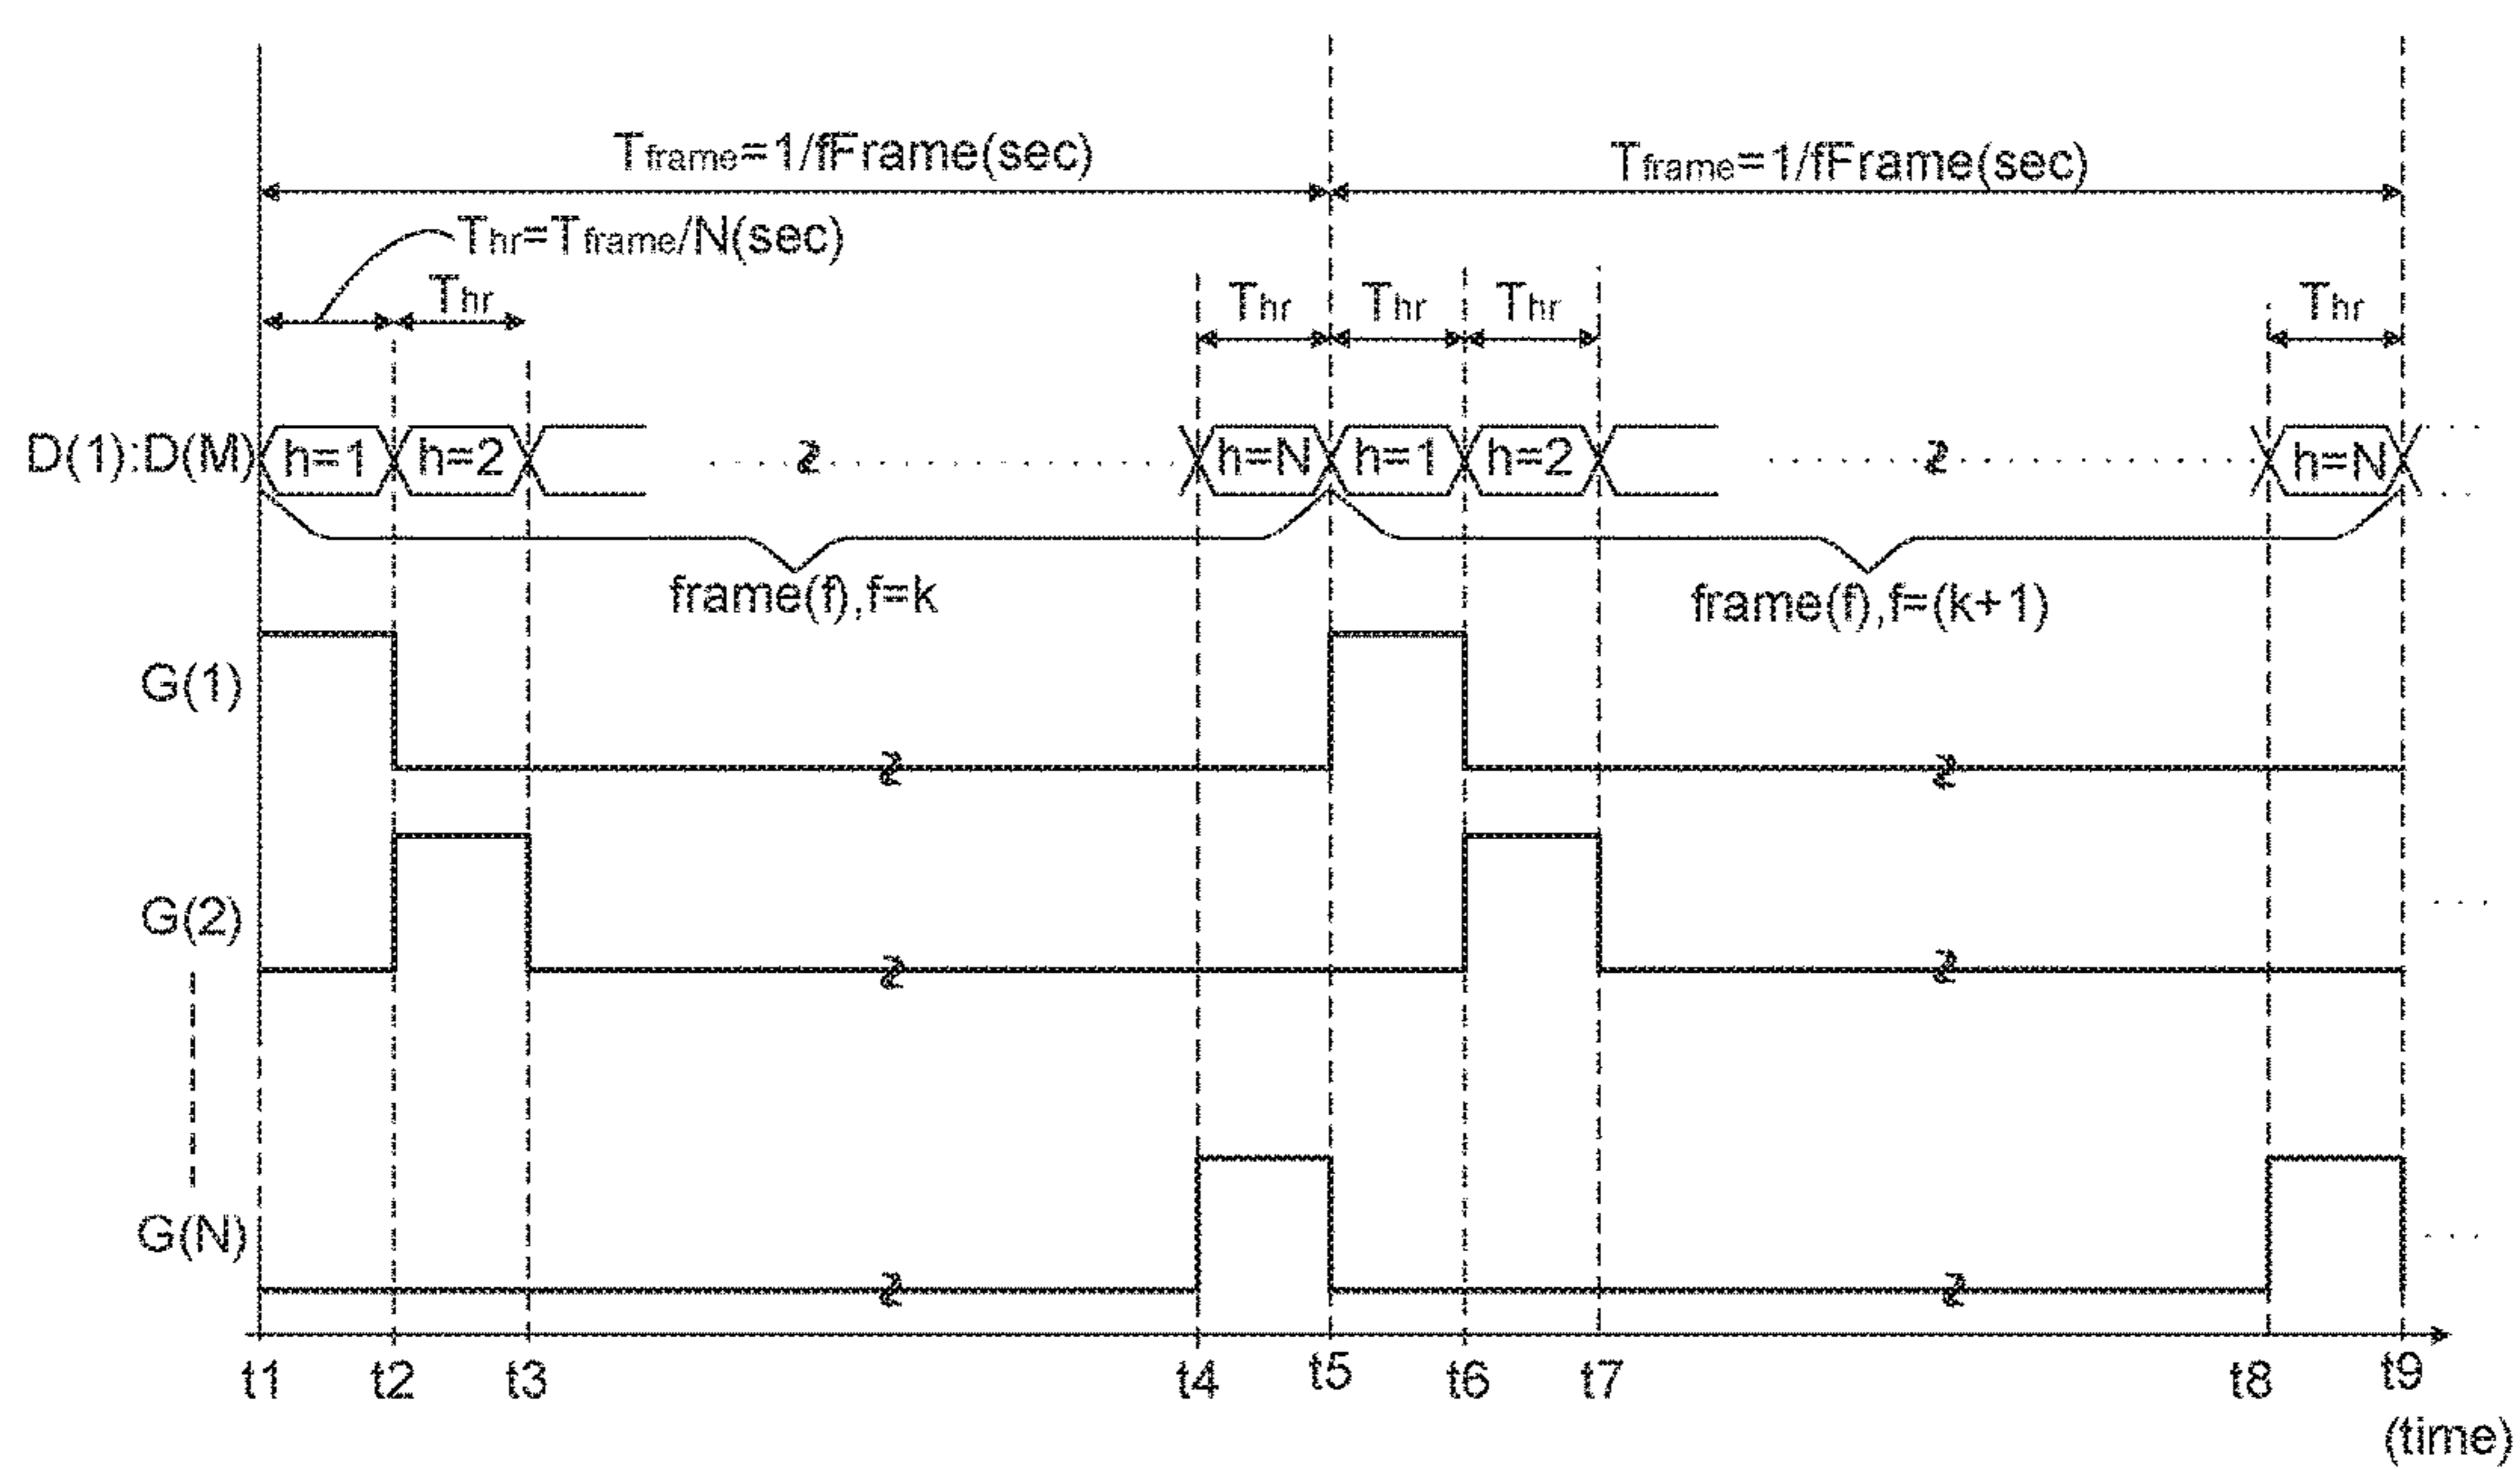 Tframe=1/fFrame(sec) Tframe=1/fFrame(sec)
Thr=Tframe/N(sec)
Thr Thr Thr Thr Thr
D(1):D(M) h=1 h=2 h=N h=1 h=2 h=N
frame(f),f=k frame(f),f=(k+1)
G(1)
G(2)
G(N)
t1 t2 t3 t4 t5 t6 t7 t8 t9
(time)